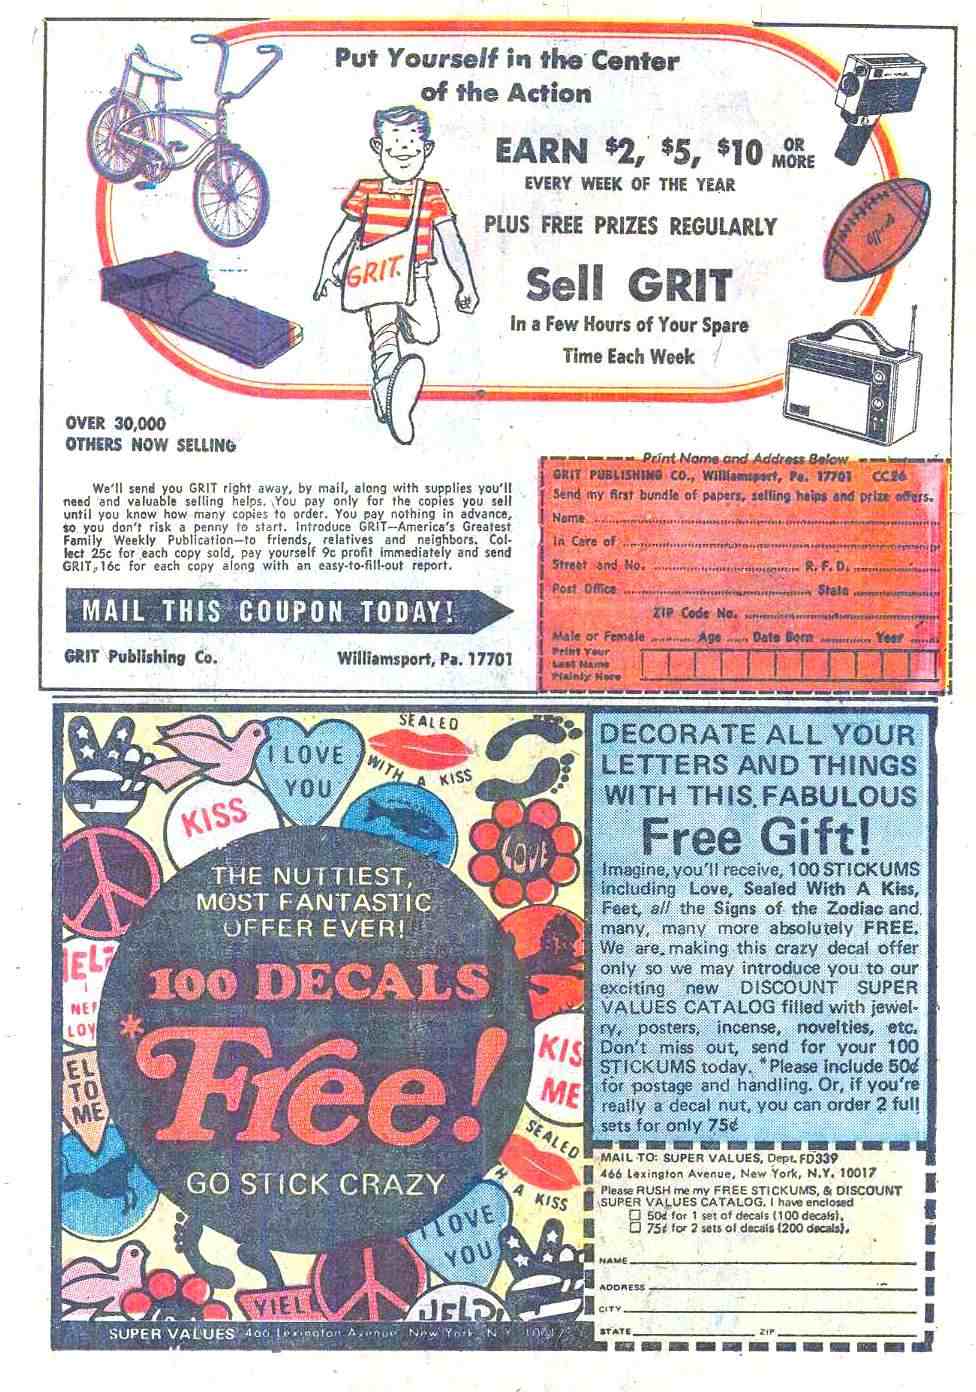 Put Yourself in the Center
of the Action
EARN $2, $5, $10 OR MORE
EVERY WEEK OF THE YEAR
PLUS FREE PRIZES REGULARLY
Sell GRIT
In a Few Hours of Your Spare
Time Each Week
GRIT.
OVER 30,000
OTHERS NOW SELLING
We'll send you GRIT right away, by mail, along with supplies you'll
need and valuable selling helps. You pay only for the copies you sell
until you know how many copies to order. You pay nothing in advance,
so you don't risk a penny to start. Introduce GRIT—America's Greatest
Family Weekly Publication—to friends, relatives and neighbors. Col-
lect 25c for each copy sold, pay yourself 9c profit immediately and send
GRIT, 16c for each copy along with an easy-to-fill-out report.
MAIL THIS COUPON TODAY!
GRIT Publishing Co. Williamsport, Pa. 17701
Print Name and Address Below
GRIT PUBLISHING CO., Williamsport, Pa. 17701 CC26
Send my first bundle of papers, selling helps and prize offers.
Name
In Care of
Street and No. R. F. D.
Post Office State
ZIP Code No.
Male or Female Age Date Born Year
Print Your
Last Name
Plainly Here
SEALED
WITH A KISS
I LOVE
YOU
KISS
LOVE
THE NUTTIEST,
MOST FANTASTIC
OFFER EVER!
100 DECALS
*Free!
GO STICK CRAZY
HELP
I
NE
LOV
EL
TO
ME
KIS
ME
SEALED
H A KISS
I LOVE
YOU
YIEL
HELP
SUPER VALUES 466 Lexington Avenue, New York, N.Y. 10017
DECORATE ALL YOUR
LETTERS AND THINGS
WITH THIS FABULOUS
Free Gift!
Imagine, you'll receive, 100 STICKUMS
including Love, Sealed With A Kiss,
Feet, all the Signs of the Zodiac and
many, many more absolutely FREE.
We are making this crazy decal offer
only so we may introduce you to our
exciting new DISCOUNT SUPER
VALUES CATALOG filled with jewel-
ry, posters, incense, novelties, etc.
Don't miss out, send for your 100
STICKUMS today. *Please include 50¢
for postage and handling. Or, if you're
really a decal nut, you can order 2 full
sets for only 75¢
MAIL TO: SUPER VALUES, Dept. FD339
466 Lexington Avenue, New York, N.Y. 10017
Please RUSH me my FREE STICKUMS, & DISCOUNT
SUPER VALUES CATALOG. I have enclosed
50¢ for 1 set of decals (100 decals).
75¢ for 2 sets of decals (200 decals).
NAME
ADDRESS
CITY
STATE ZIP